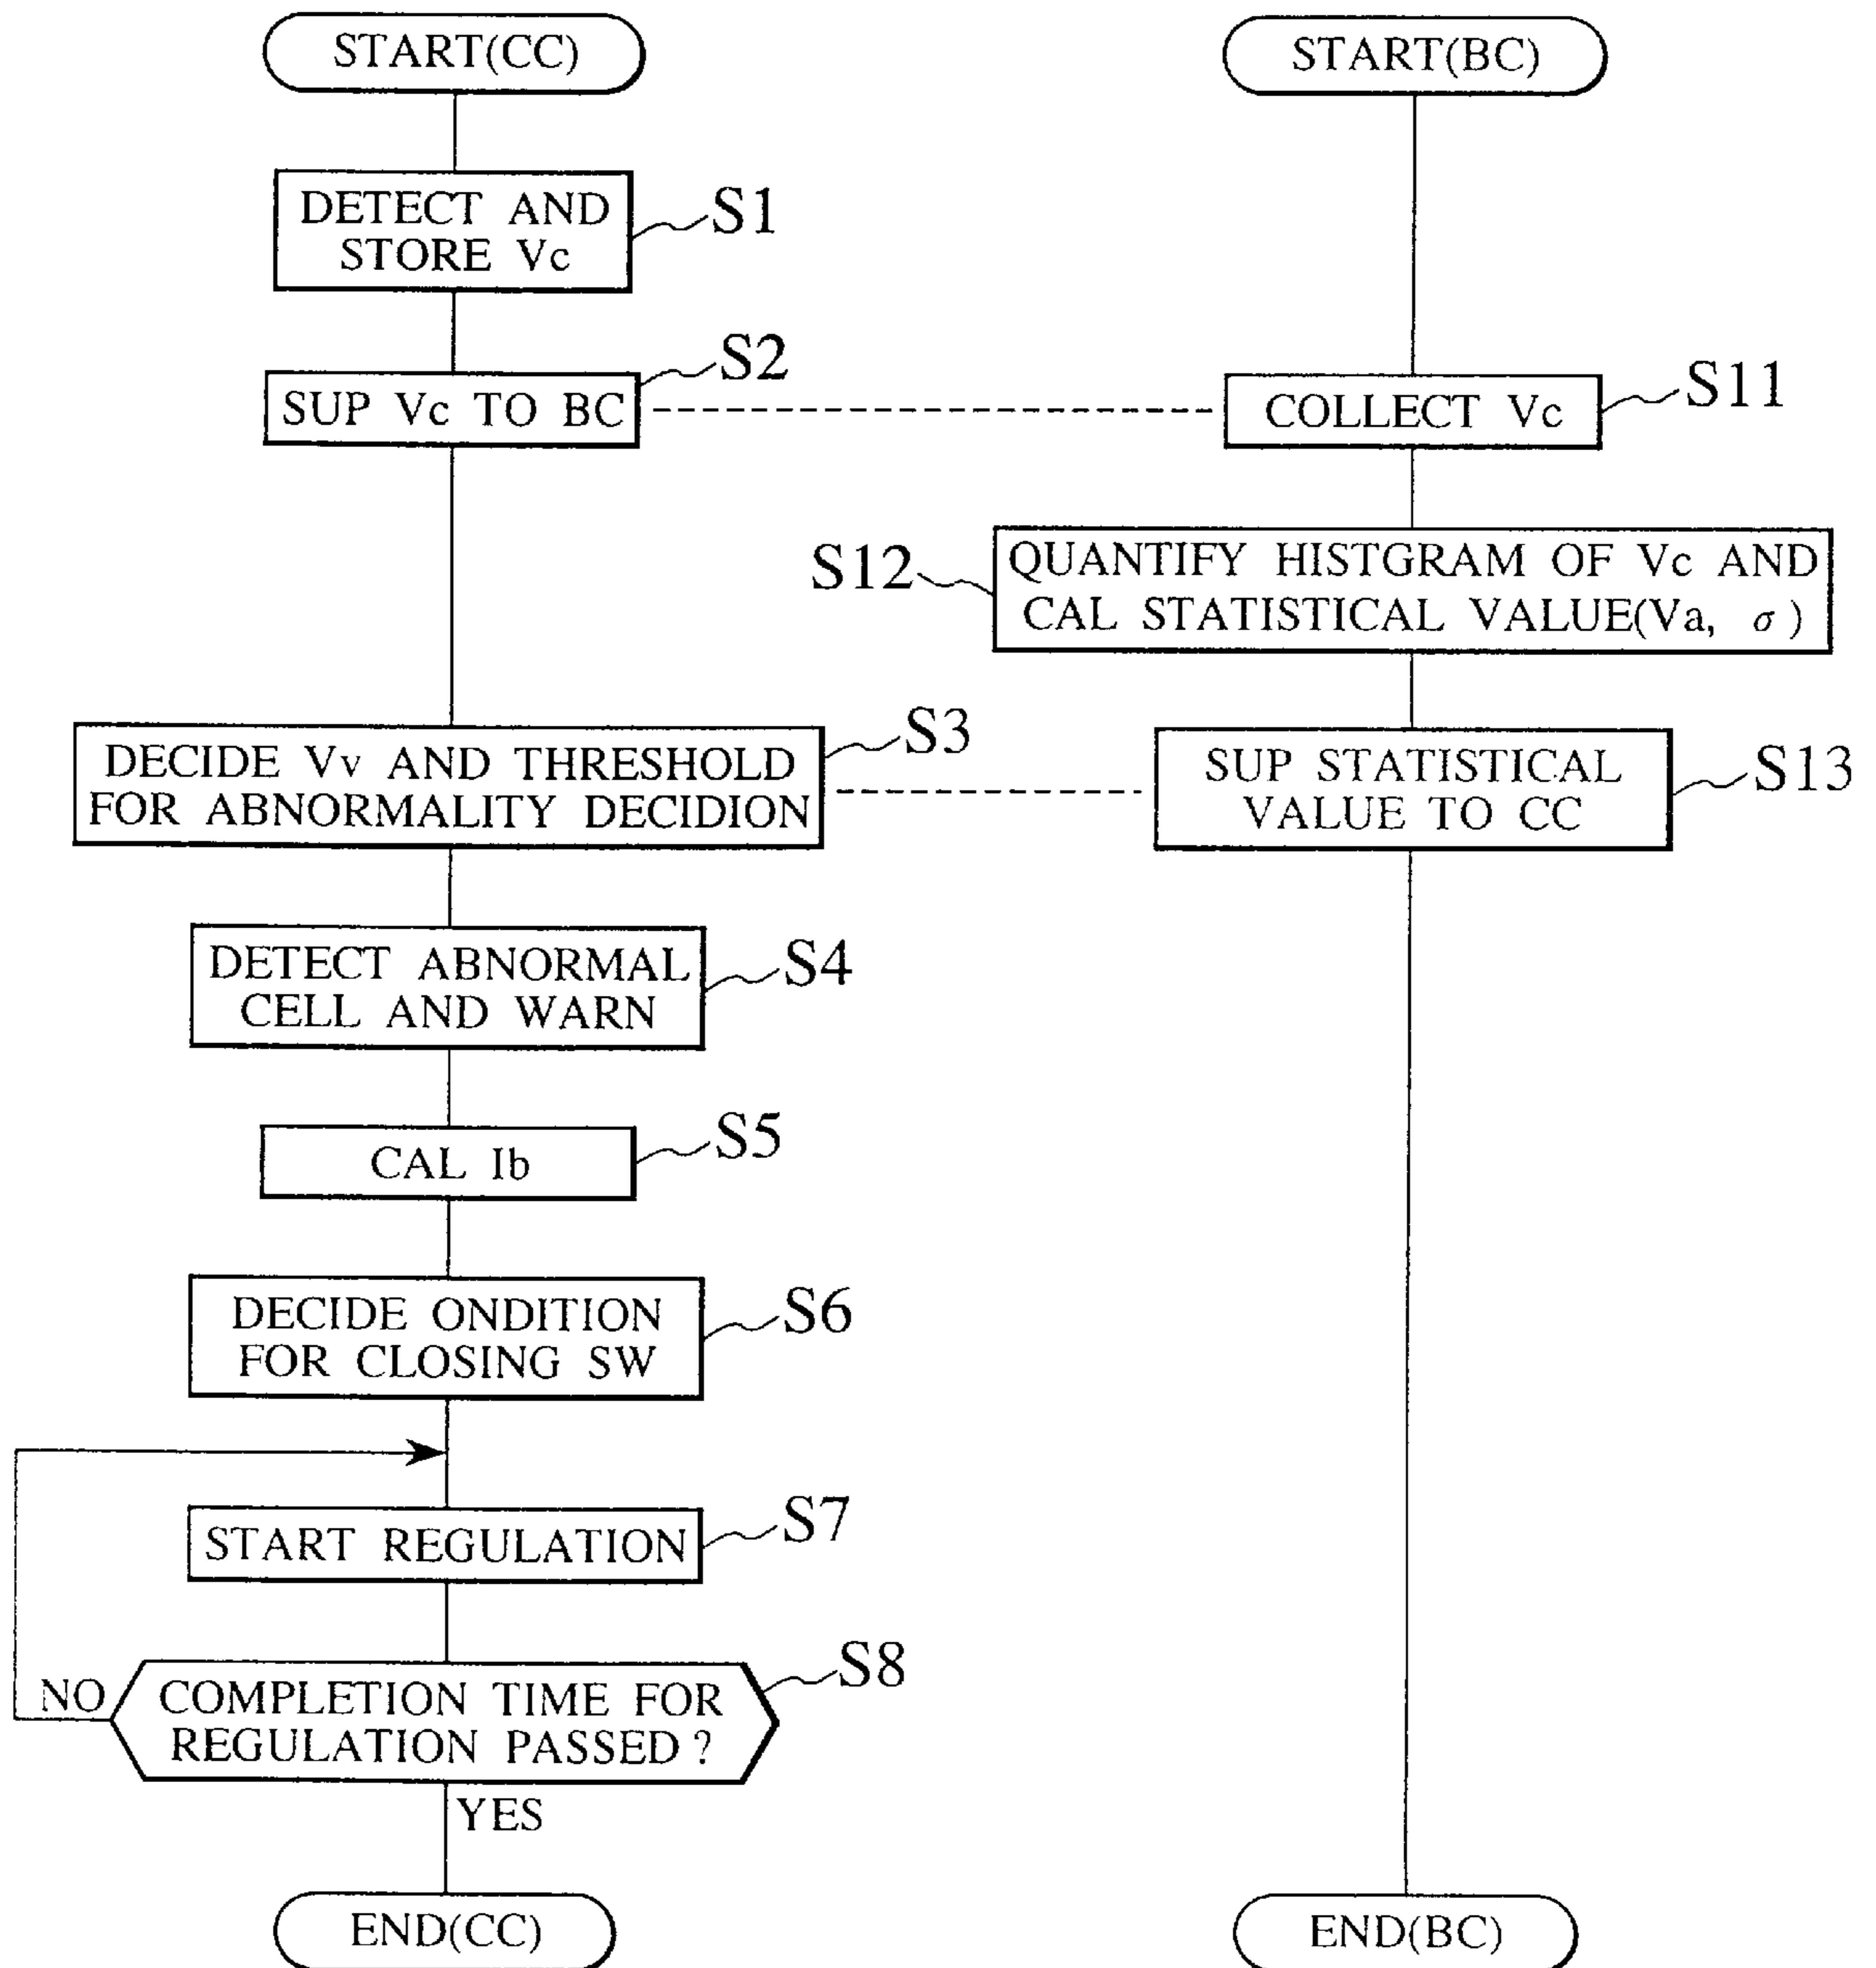 START(CC)
DETECT AND
STORE Vc
S1
SUP Vc TO BC
S2
DECIDE Vv AND THRESHOLD
FOR ABNORMALITY DECIDION
S3
DETECT ABNORMAL
CELL AND WARN
S4
CAL Ib
S5
DECIDE ONDITION
FOR CLOSING SW
S6
START REGULATION
S7
COMPLETION TIME FOR
REGULATION PASSED ?
S8
NO
YES
END(CC)
START(BC)
COLLECT Vc
S11
S12
QUANTIFY HISTGRAM OF Vc AND
CAL STATISTICAL VALUE(Va, σ)
SUP STATISTICAL
VALUE TO CC
S13
END(BC)